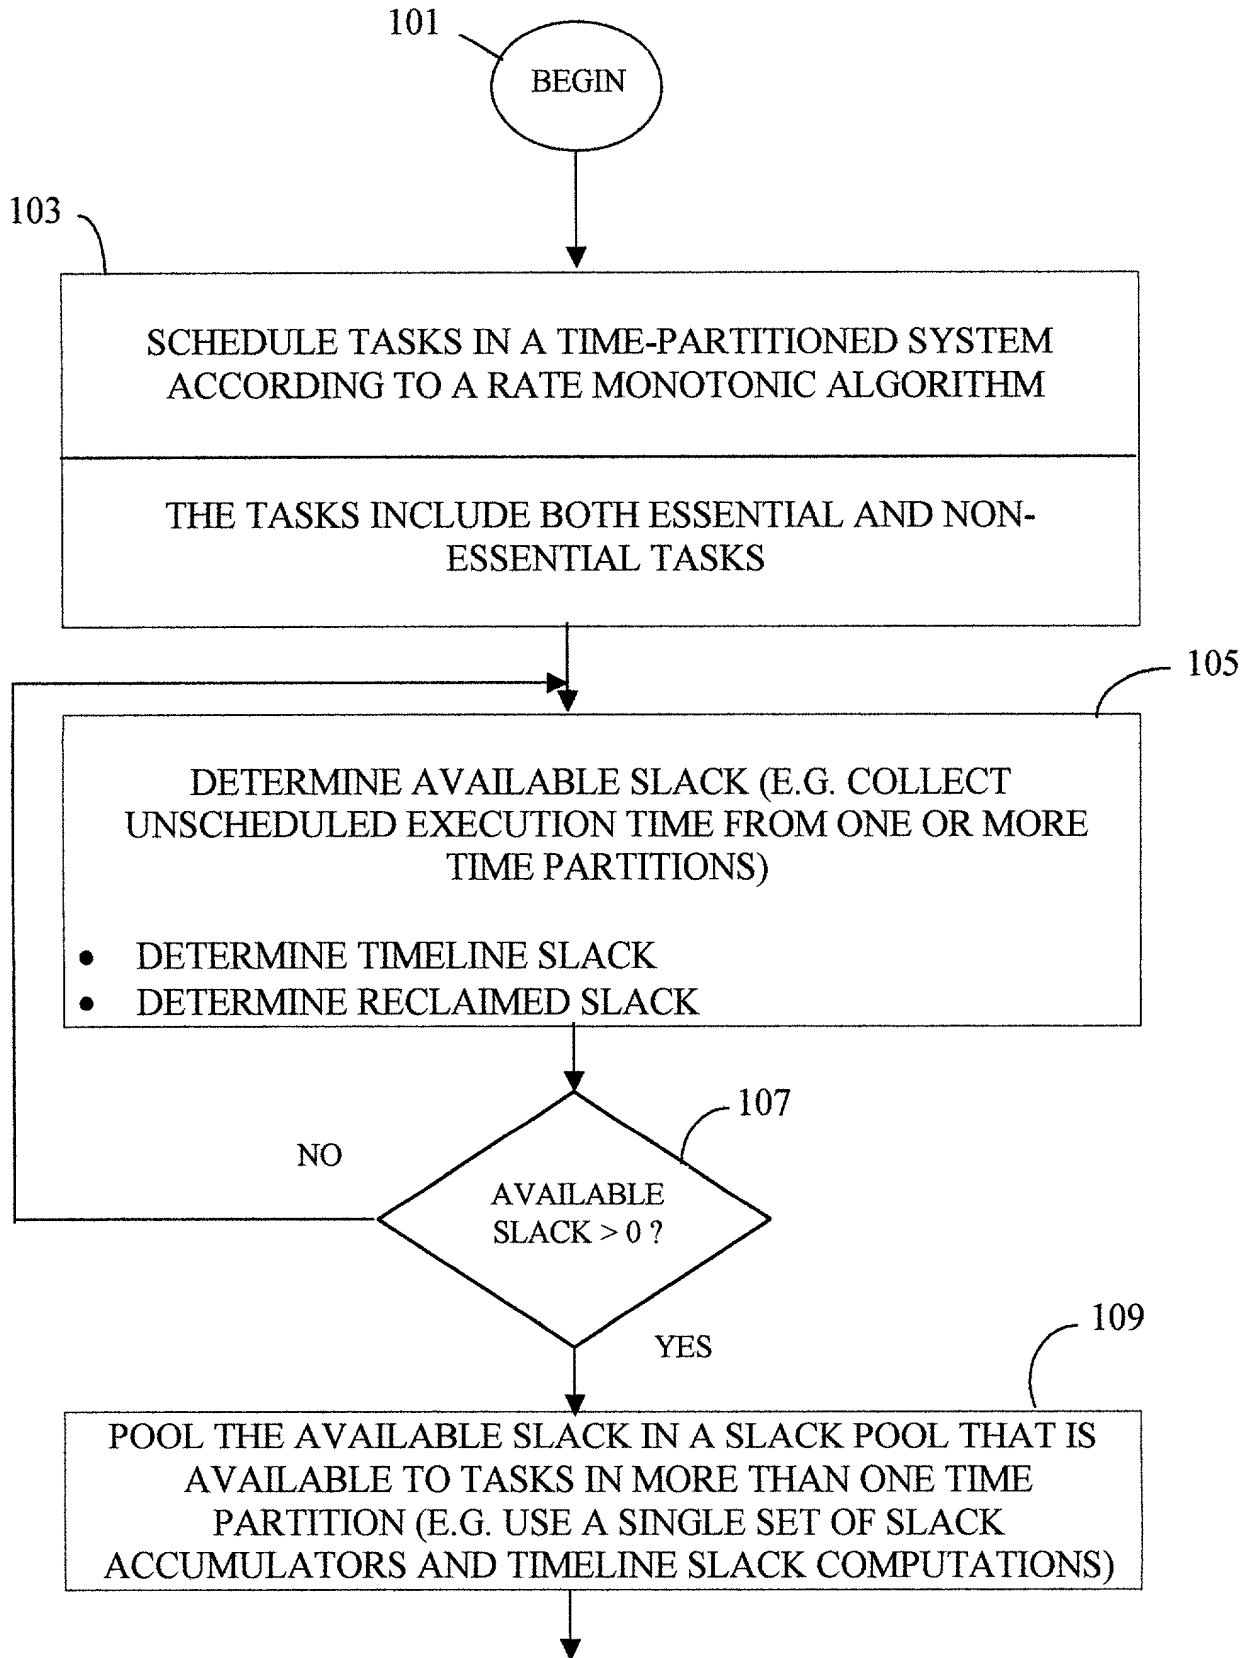 101
BEGIN
103
SCHEDULE TASKS IN A TIME-PARTITIONED SYSTEM
ACCORDING TO A RATE MONOTONIC ALGORITHM
THE TASKS INCLUDE BOTH ESSENTIAL AND NON-
ESSENTIAL TASKS
105
DETERMINE AVAILABLE SLACK (E.G. COLLECT
UNSCHEDULED EXECUTION TIME FROM ONE OR MORE
TIME PARTITIONS)
• DETERMINE TIMELINE SLACK
• DETERMINE RECLAIMED SLACK
107
NO
AVAILABLE
SLACK > 0 ?
YES
109
POOL THE AVAILABLE SLACK IN A SLACK POOL THAT IS
AVAILABLE TO TASKS IN MORE THAN ONE TIME
PARTITION (E.G. USE A SINGLE SET OF SLACK
ACCUMULATORS AND TIMELINE SLACK COMPUTATIONS)